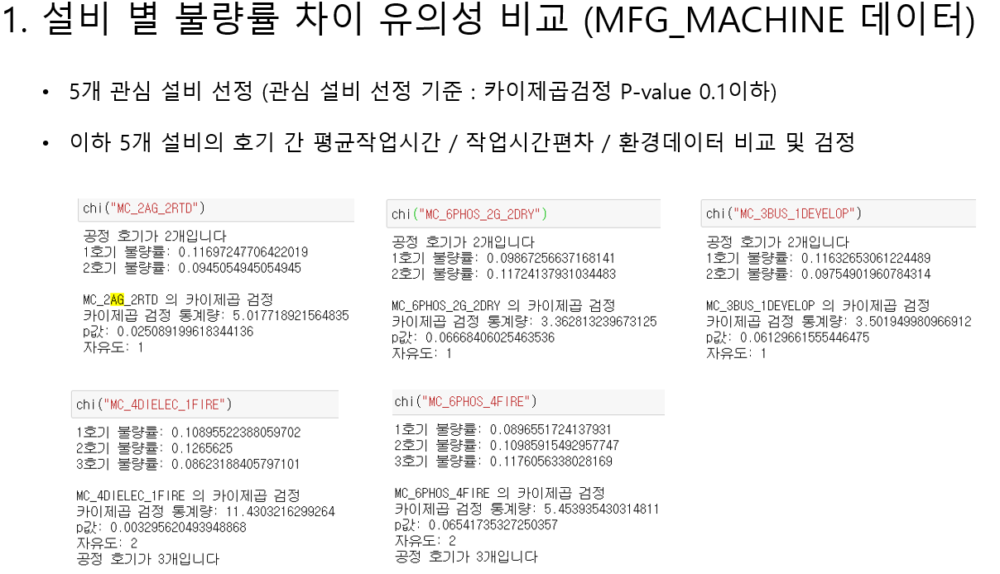 1. 설비 별 불량률 차이 유의성 비교 (MFG_MACHINE 데이터)
• 5개 관심 설비 선정 (관심 설비 선정 기준 : 카이제곱검정 P-value 0.1이하)
• 이하 5개 설비의 호기 간 평균작업시간 / 작업시간편차 / 환경데이터 비교 및 검정
chi("MC_2AG_2RTD")
공정 호기가 2개입니다
1호기 불량률: 0.11697247706422019
2호기 불량률: 0.0945054945054945
MC_2AG_2RTD 의 카이제곱 검정
카이제곱 검정 통계량: 5.017718921564835
p값: 0.025089199618344136
자유도: 1
chi("MC_6PHOS_2G_2DRY")
공정 호기가 2개입니다
1호기 불량률: 0.09867256637168141
2호기 불량률: 0.11724137931034483
MC_6PHOS_2G_2DRY 의 카이제곱 검정
카이제곱 검정 통계량: 3.362813239673125
p값: 0.06668406025463536
자유도: 1
chi("MC_3BUS_1DEVELOP")
공정 호기가 2개입니다
1호기 불량률: 0.11632653061224489
2호기 불량률: 0.09754901960784314
MC_3BUS_1DEVELOP 의 카이제곱 검정
카이제곱 검정 통계량: 3.501949980966912
p값: 0.06129661555446475
자유도: 1
chi("MC_4DIELEC_1FIRE")
1호기 불량률: 0.10895522388059702
2호기 불량률: 0.1265625
3호기 불량률: 0.08623188405797101
MC_4DIELEC_1FIRE 의 카이제곱 검정
카이제곱 검정 통계량: 11.4303216299264
p값: 0.003295620493948868
자유도: 2
공정 호기가 3개입니다
chi("MC_6PHOS_4FIRE")
1호기 불량률: 0.0896551724137931
2호기 불량률: 0.10985915492957747
3호기 불량률: 0.1176056338028169
MC_6PHOS_4FIRE 의 카이제곱 검정
카이제곱 검정 통계량: 5.453935430314811
p값: 0.06541735327250357
자유도: 2
공정 호기가 3개입니다